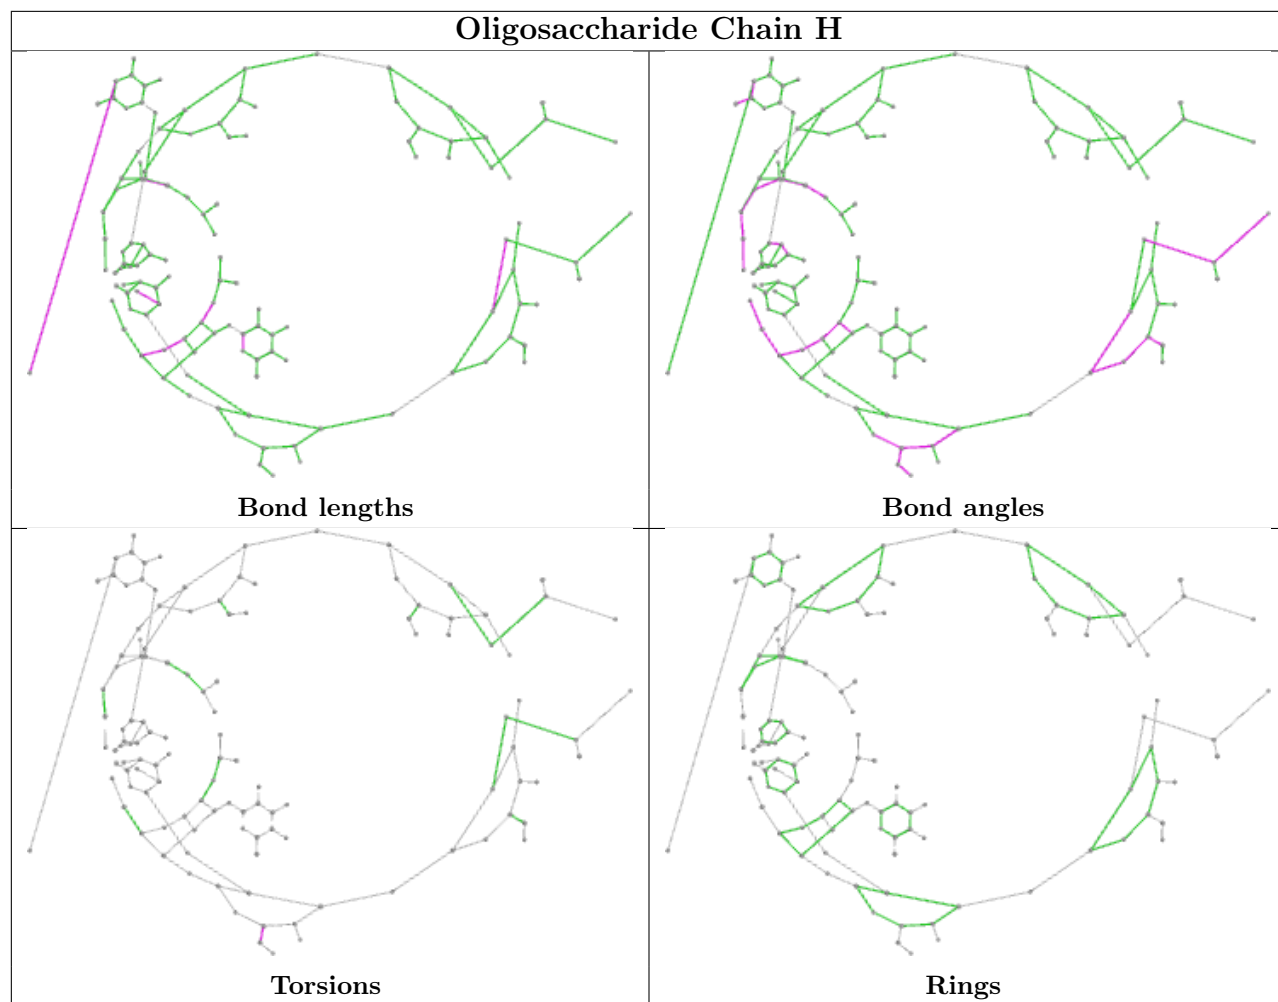 Oligosaccharide Chain H
Bond lengths
Bond angles
Torsions
Rings